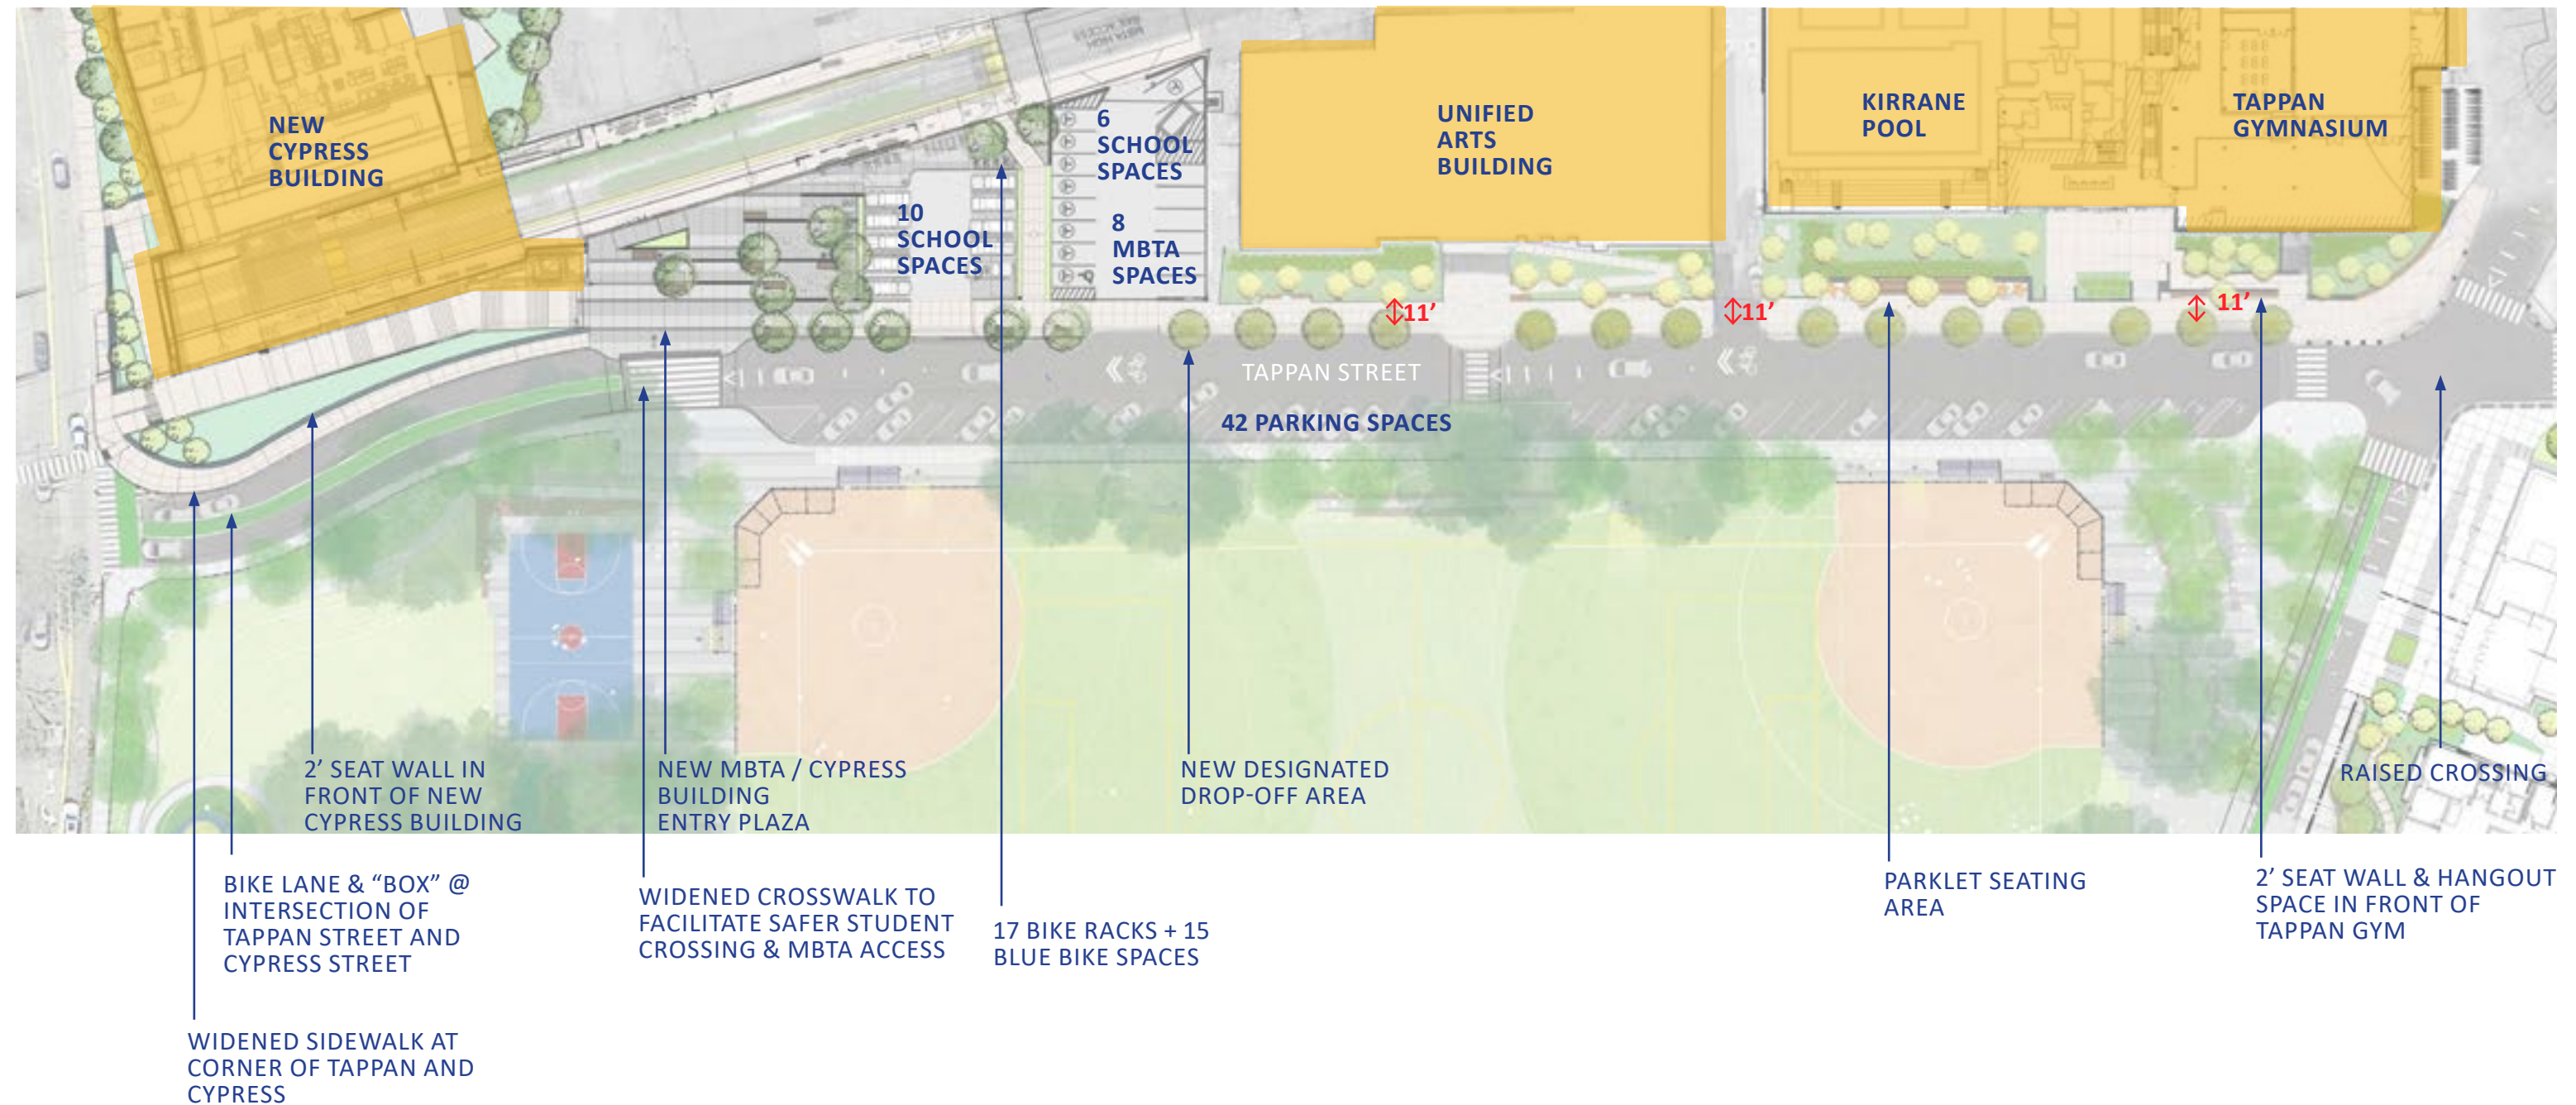 NEW
CYPRESS
BUILDING
6
SCHOOL
SPACES
10
SCHOOL
SPACES
8
MBTA
SPACES
UNIFIED
ARTS
BUILDING
KIRRANE
POOL
TAPPAN
GYMNASIUM
11’
11’
11’
TAPPAN STREET
42 PARKING SPACES
2’ SEAT WALL IN
FRONT OF NEW
CYPRESS BUILDING
NEW MBTA / CYPRESS
BUILDING
ENTRY PLAZA
NEW DESIGNATED
DROP-OFF AREA
RAISED CROSSING
BIKE LANE & “BOX” @
INTERSECTION OF
TAPPAN STREET AND
CYPRESS STREET
WIDENED CROSSWALK TO
FACILITATE SAFER STUDENT
CROSSING & MBTA ACCESS
17 BIKE RACKS + 15
BLUE BIKE SPACES
PARKLET SEATING
AREA
2’ SEAT WALL & HANGOUT
SPACE IN FRONT OF
TAPPAN GYM
WIDENED SIDEWALK AT
CORNER OF TAPPAN AND
CYPRESS